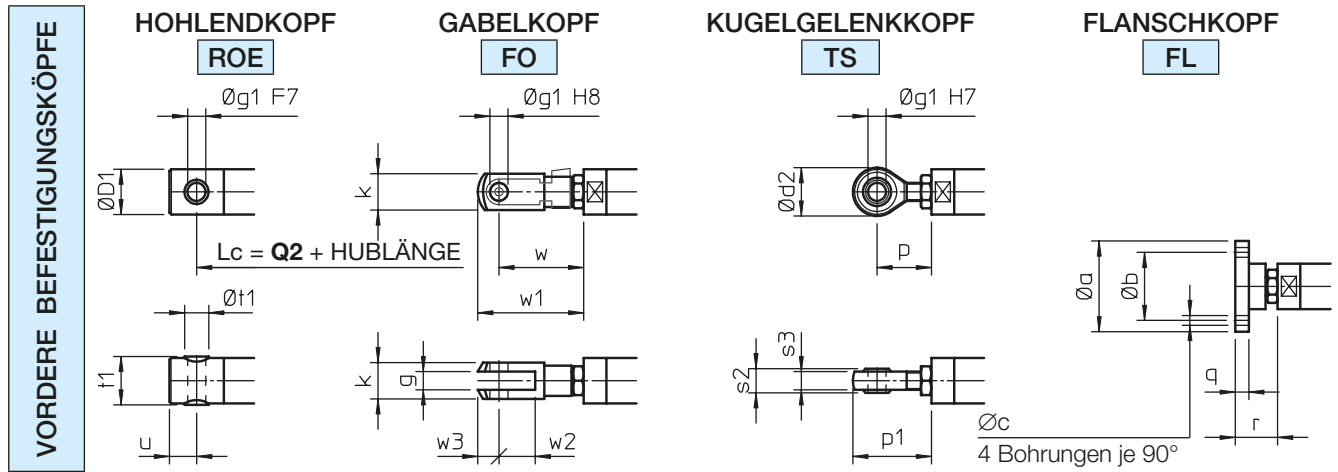 VORDERE BEFESTIGUNGSKÖPFE
HOHLENDKOPF
ROE
Øg1 F7
ØD1
Lc = Q2 + HUBLÄNGE
Øt1
t1
u
GABELKOPF
FO
Øg1 H8
k
w
w1
k
g
w3
w2
KUGELGELENKKOPF
TS
Øg1 H7
Ød2
p
s3
s2
p1
FLANSCHKOPF
FL
Øa
Øb
q
r
Øc
4 Bohrungen je 90°